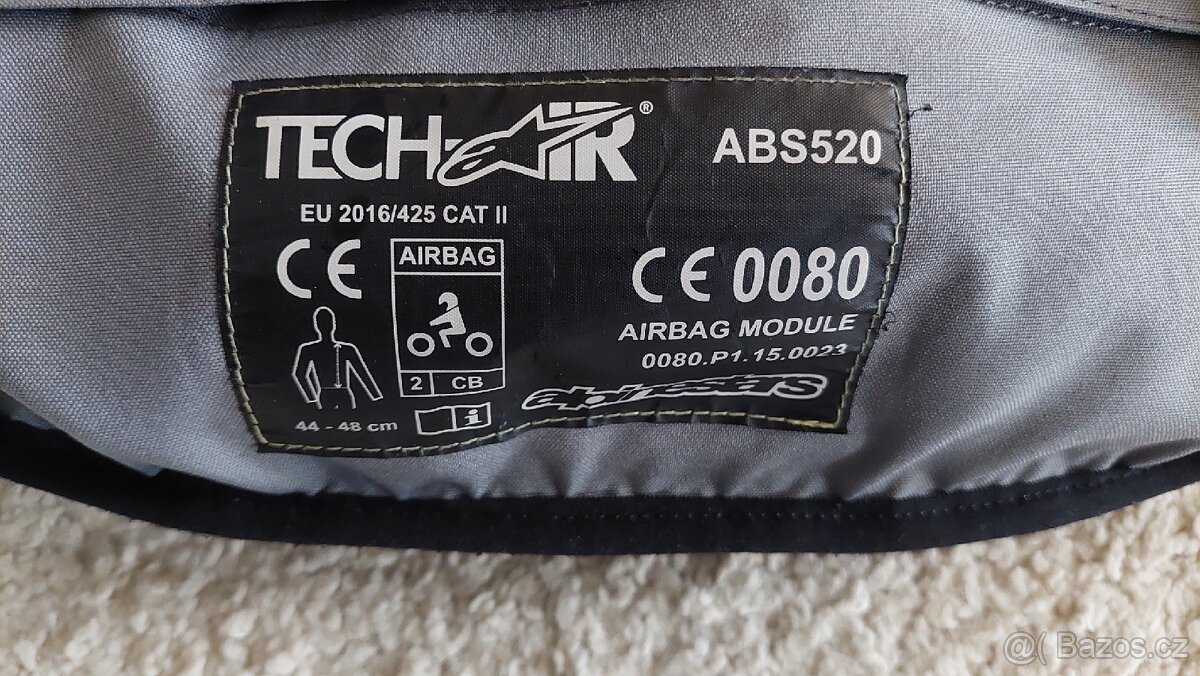 TECH-AIR®
ABS520
EU 2016/425 CAT II
CE
AIRBAG
2 CB
44 - 48 cm
i
CE 0080
AIRBAG MODULE
0080.P1.15.0023
alpinestars
@( Bazoš.cz